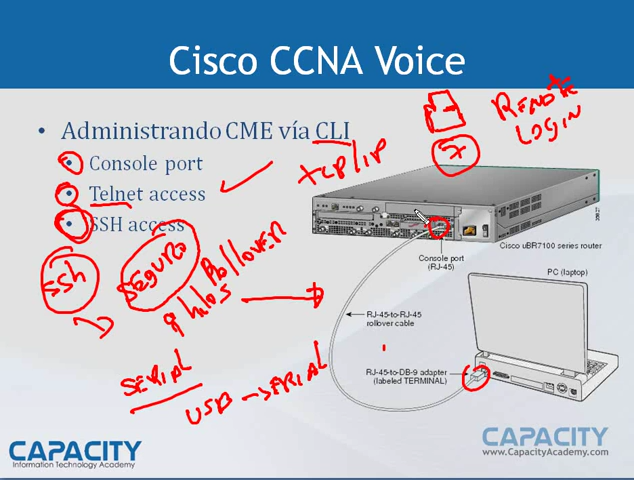 Cisco CCNA Voice
• Administrando CME vía CLI
• Console port
• Telnet access
• SSH access
TCP/IP
REMOTE
LOGIN
7
Cisco uBR7100 series router
Console port
(RJ-45)
PC (laptop)
RJ-45-to-RJ-45
rollover cable
RJ-45-to-DB-9 adapter
(labeled TERMINAL)
SSh
SEGURO
Rollover
8 hilos
SERIAL
USB - SERIAL
CAPACITY
Information Technology Academy
CAPACITY
www.CapacityAcademy.com